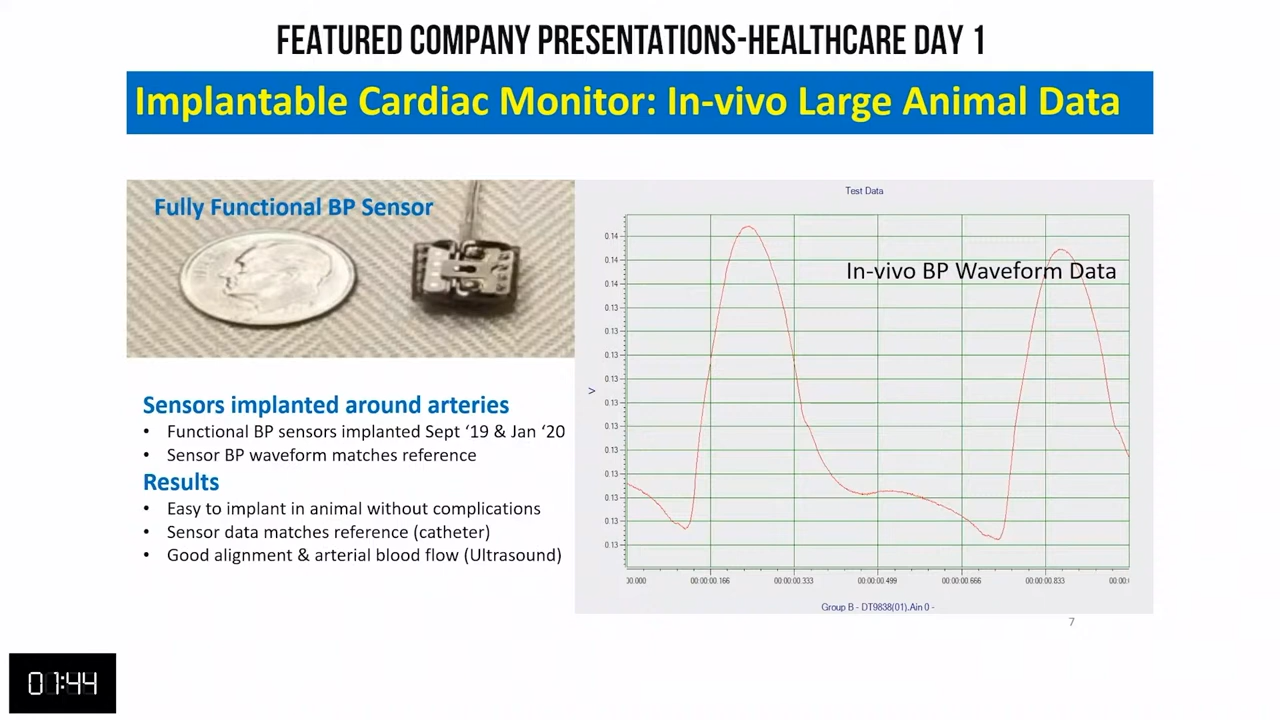 FEATURED COMPANY PRESENTATIONS-HEALTHCARE DAY 1
Implantable Cardiac Monitor: In-vivo Large Animal Data
Fully Functional BP Sensor
Sensors implanted around arteries
• Functional BP sensors implanted Sept ‘19 & Jan ‘20
• Sensor BP waveform matches reference
Results
• Easy to implant in animal without complications
• Sensor data matches reference (catheter)
• Good alignment & arterial blood flow (Ultrasound)
Test Data
In-vivo BP Waveform Data
0.14
0.14
0.14
0.13
0.13
0.13
0.13
0.13
0.13
0.13
0.13
0.13
0.13
0.13
V
00:00:00.166
00:00:00.333
00:00:00.499
00:00:00.666
00:00:00.833
Group B - DT9838(01).Ain 0 -
7
01:44